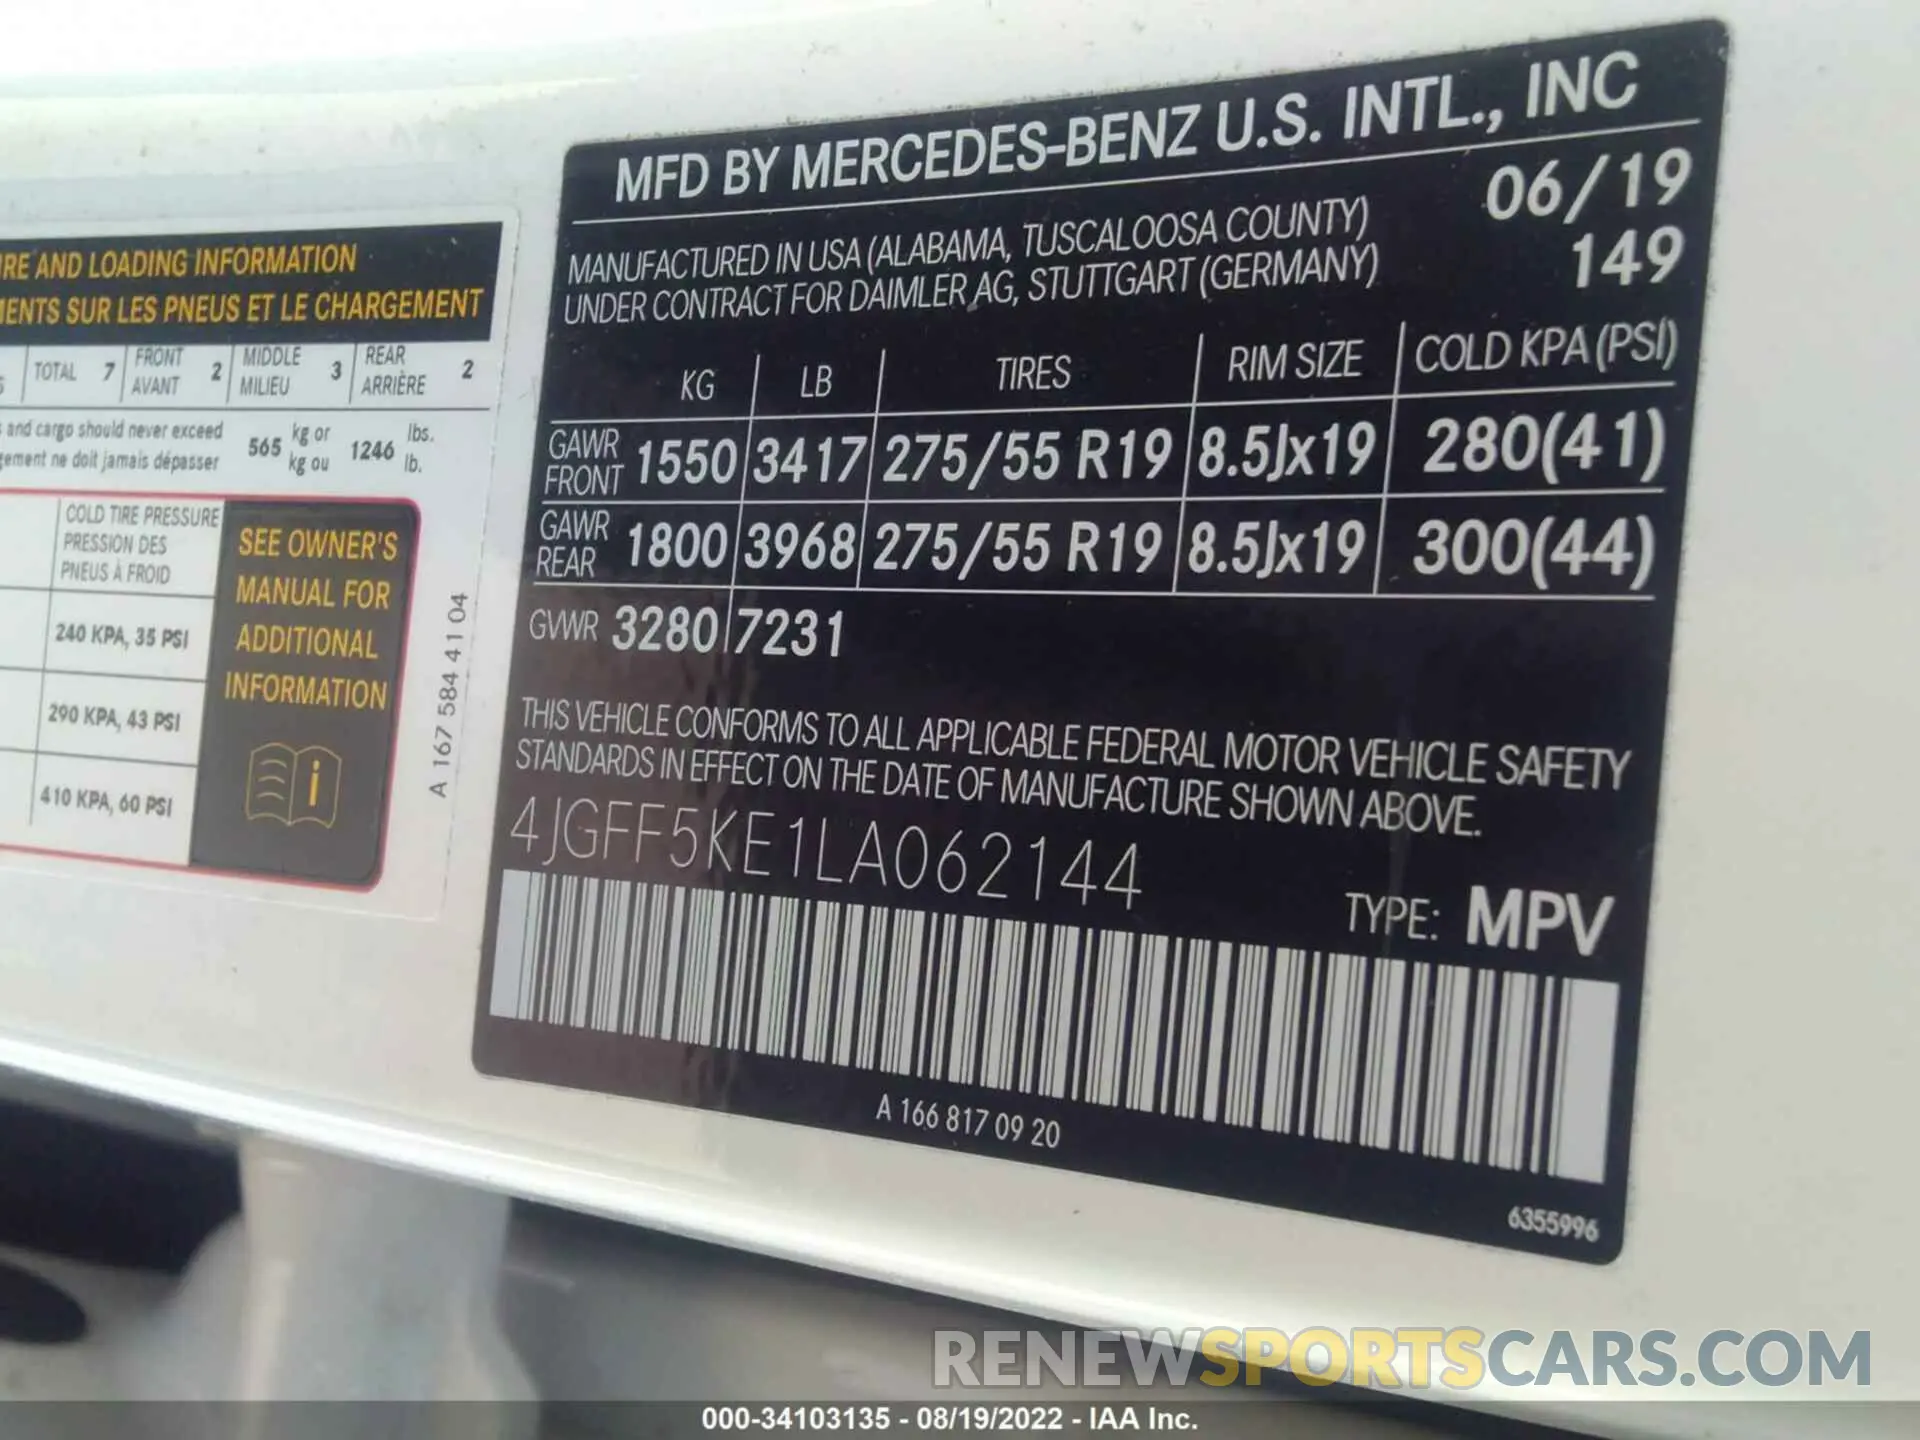 MFD BY MERCEDES-BENZ U.S. INTL., INC
06/19
MANUFACTURED IN USA (ALABAMA, TUSCALOOSA COUNTY)
UNDER CONTRACT FOR DAIMLER AG, STUTTGART (GERMANY)
149
KG LB TIRES RIM SIZE COLD KPA (PSI)
GAWR FRONT 1550 3417 275/55 R19 8.5Jx19 280(41)
GAWR REAR 1800 3968 275/55 R19 8.5Jx19 300(44)
GVWR 3280 7231
THIS VEHICLE CONFORMS TO ALL APPLICABLE FEDERAL MOTOR VEHICLE SAFETY
STANDARDS IN EFFECT ON THE DATE OF MANUFACTURE SHOWN ABOVE.
4JGFF5KE1LA062144
TYPE: MPV
A 166 817 09 20
6355996
AND LOADING INFORMATION
SUR LES PNEUS ET LE CHARGEMENT
TOTAL 7 FRONT 2 MIDDLE 3 REAR 2
AVANT MILIEU ARRIÈRE
and cargo should never exceed 565 kg or 1246 lbs.
ne doit jamais dépasser kg ou lb.
COLD TIRE PRESSURE
PRESSION DES
PNEUS À FROID
240 KPA, 35 PSI
290 KPA, 43 PSI
410 KPA, 60 PSI
SEE OWNER'S
MANUAL FOR
ADDITIONAL
INFORMATION
A 167 584 41 04
RENEWSPORTSCARS.COM
000-34103135 - 08/19/2022 - IAA Inc.